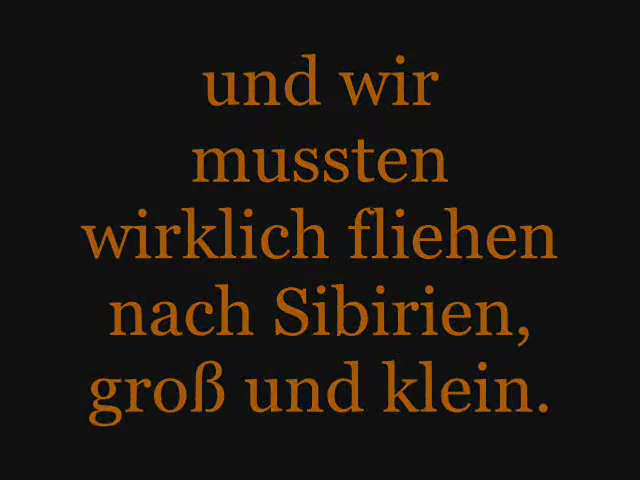 und wir
mussten
wirklich fliehen
nach Sibirien,
groß und klein.